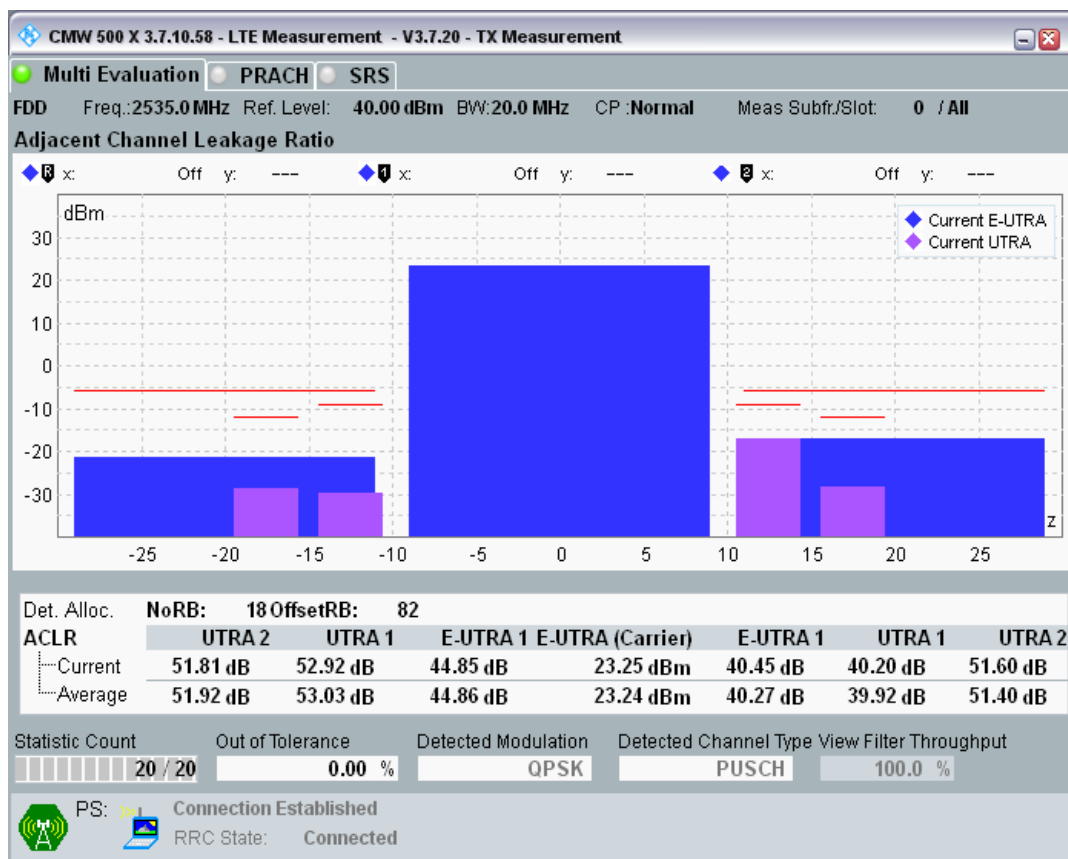 CMW 500 X 3.7.10.58 - LTE Measurement - V3.7.20 - TX Measurement
Multi Evaluation PRACH SRS
FDD Freq.:2535.0 MHz Ref. Level: 40.00 dBm BW:20.0 MHz CP :Normal Meas Subfr./Slot: 0 / All
Adjacent Channel Leakage Ratio
R x: Off y: --- 1 x: Off y: --- 2 x: Off y: ---
dBm
Current E-UTRA
Current UTRA
30
20
10
0
-10
-20
-30
z
-25 -20 -15 -10 -5 0 5 10 15 20 25
Det. Alloc. NoRB: 18 OffsetRB: 82
ACLR UTRA 2 UTRA 1 E-UTRA 1 E-UTRA (Carrier) E-UTRA 1 UTRA 1 UTRA 2
Current 51.81 dB 52.92 dB 44.85 dB 23.25 dBm 40.45 dB 40.20 dB 51.60 dB
Average 51.92 dB 53.03 dB 44.86 dB 23.24 dBm 40.27 dB 39.92 dB 51.40 dB
Statistic Count Out of Tolerance Detected Modulation Detected Channel Type View Filter Throughput
20 / 20 0.00 % QPSK PUSCH 100.0 %
PS: Connection Established
RRC State: Connected